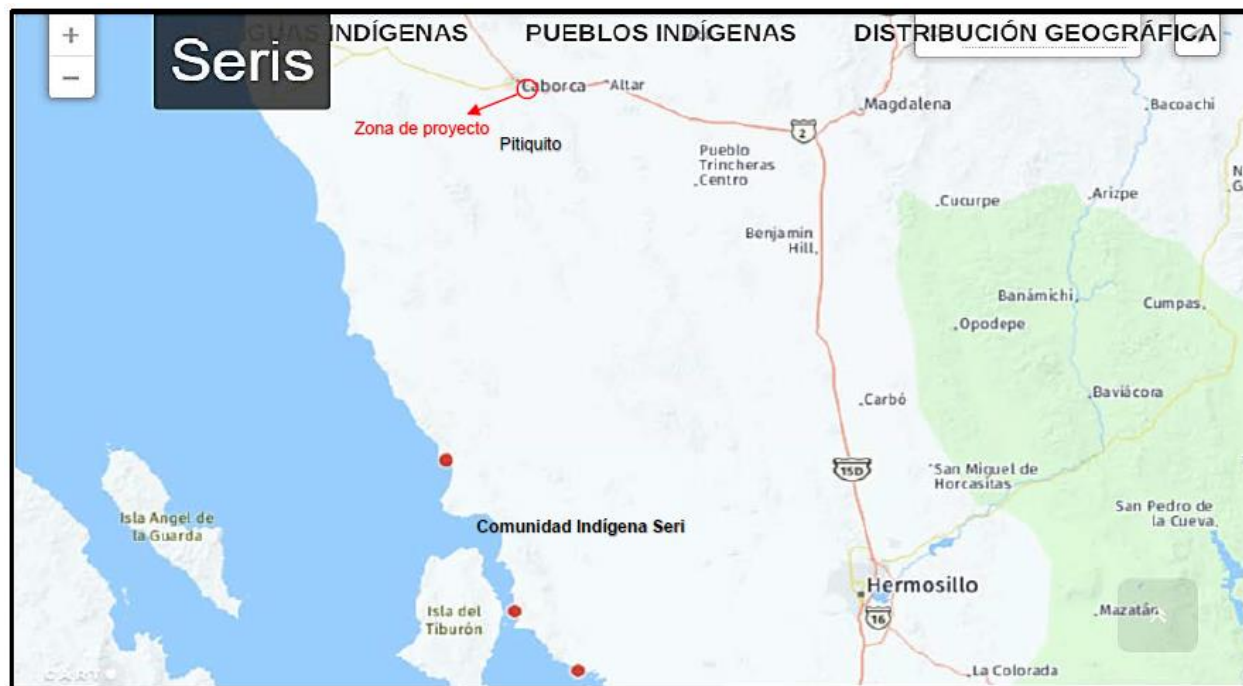 +
−
Seris
GUAS INDÍGENAS
PUEBLOS INDÍGENAS
DISTRIBUCIÓN GEOGRÁFICA
Caborca
Altar
Zona de proyecto
Pitiquito
Magdalena
Bacoachi
2
Pueblo
Trincheras
Centro
Cucurpe
Arizpe
N
G
Benjamin
Hill
Banámichi
Cumpas
Opodepe
Carbó
Baviácora
15D
San Miguel de
Horcasitas
Isla Angel de
la Guarda
Comunidad Indígena Seri
San Pedro de
la Cueva
Isla del
Tiburón
Hermosillo
16
Mazatán
La Colorada
CARTO